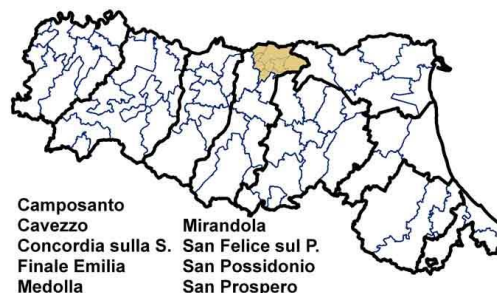 Camposanto
Cavezzo
Concordia sulla S.
Finale Emilia
Medolla
Mirandola
San Felice sul P.
San Possidonio
San Prospero